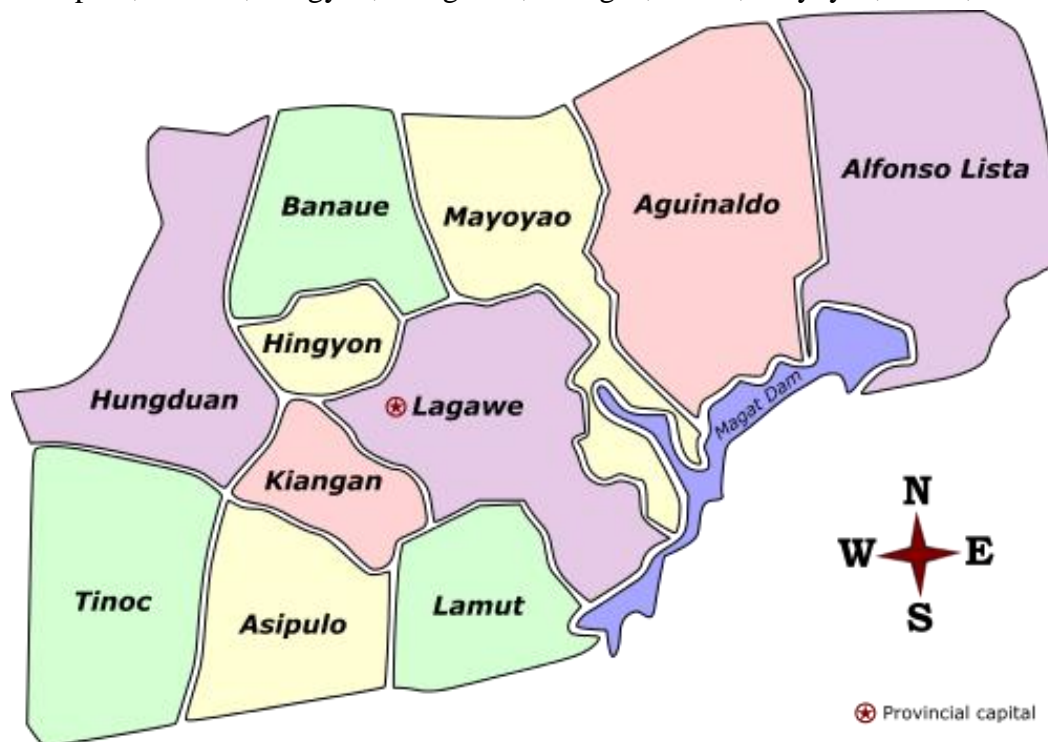 Alfonso Lista
Aguinaldo
Banaue
Mayoyao
Hingyon
Hungduan
Lagawe
Magat Dam
Kiangan
N
W E
S
Tinoc
Asipulo
Lamut
Provincial capital